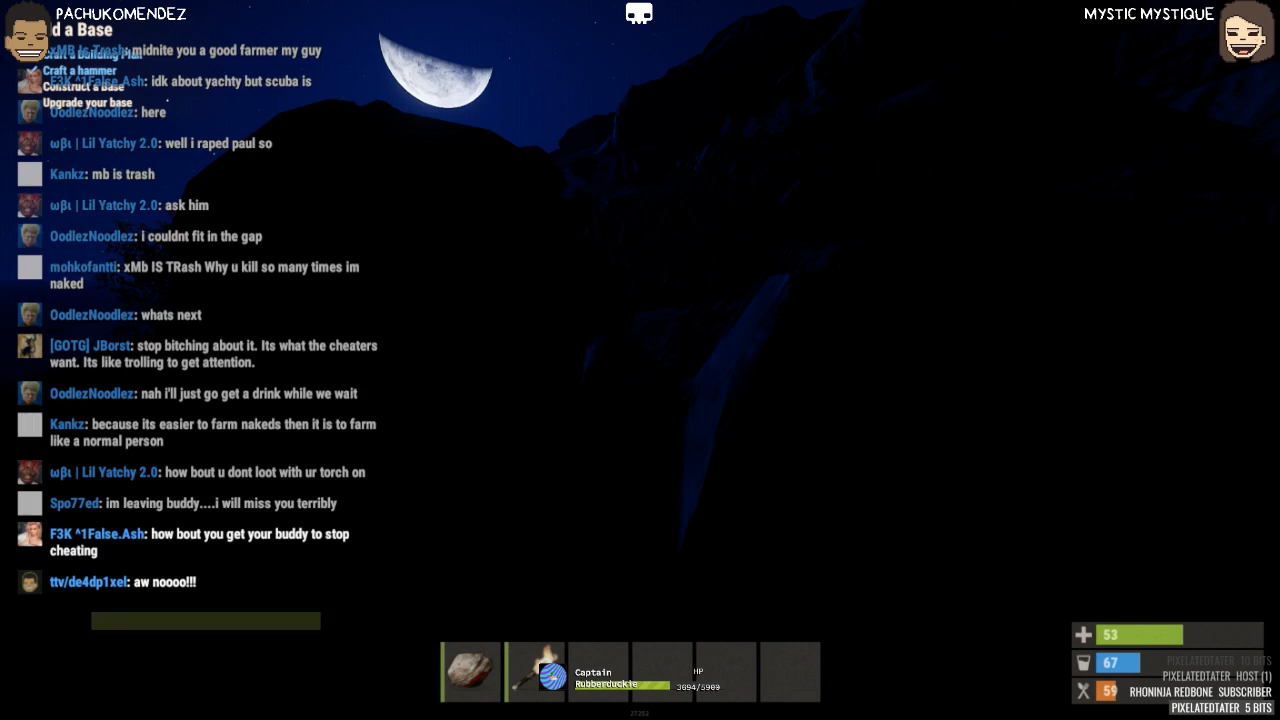 PACHUKOMENDEZ
MYSTIC MYSTIQUE
d a Base
Craft a Building Plan
xMB Is Trash: midnite you a good farmer my guy
Craft a hammer
F3K ^1False.Ash: idk about yachty but scuba is
Construct a base
Upgrade your base
OodlezNoodlez: here
ωβι | Lil Yatchy 2.0: well i raped paul so
Kankz: mb is trash
ωβι | Lil Yatchy 2.0: ask him
OodlezNoodlez: i couldnt fit in the gap
mohkofantti: xMb IS TRash Why u kill so many times im
naked
OodlezNoodlez: whats next
[GOTG] JBorst: stop bitching about it. Its what the cheaters
want. Its like trolling to get attention.
OodlezNoodlez: nah i'll just go get a drink while we wait
Kankz: because its easier to farm nakeds then it is to farm
like a normal person
ωβι | Lil Yatchy 2.0: how bout u dont loot with ur torch on
Spo77ed: im leaving buddy....i will miss you terribly
F3K ^1False.Ash: how bout you get your buddy to stop
cheating
ttv/de4dp1xel: aw noooo!!!
Captain
Rubberduckie
HP
3694/5909
53
67
59
PIXELATEDTATER 10 BITS
PIXELATEDTATER HOST (1)
RHONINJA REDBONE SUBSCRIBER
PIXELATEDTATER 5 BITS